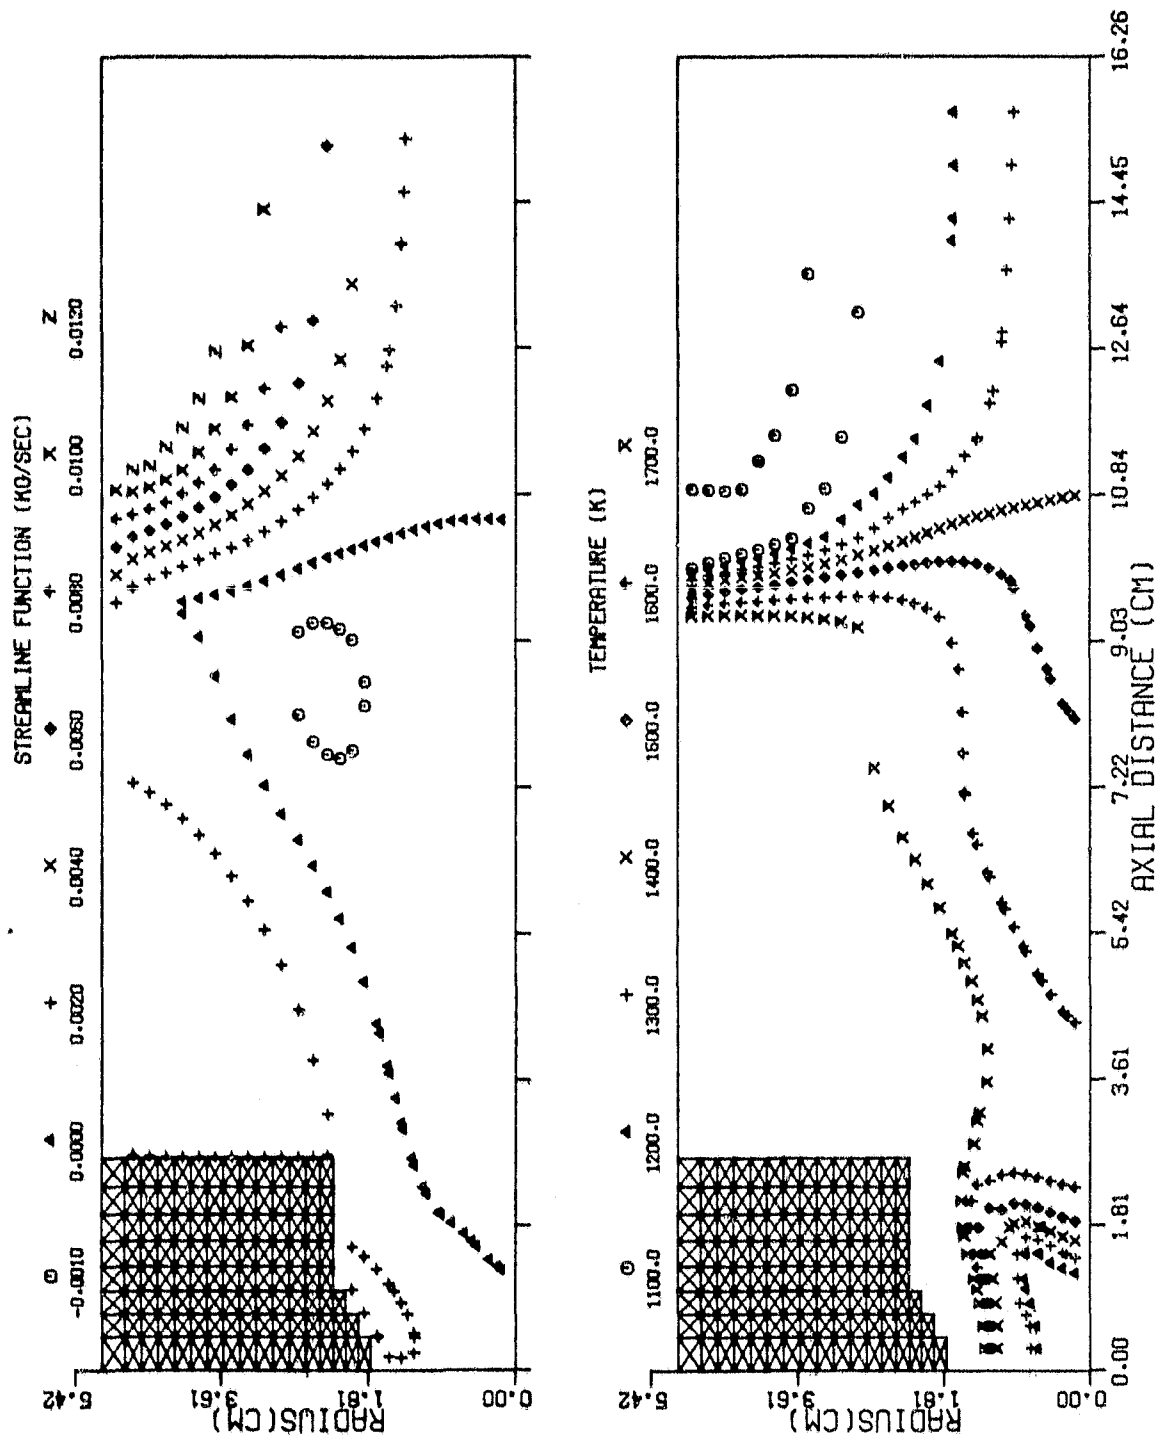 STREAMLINE FUNCTION (KG/SEC)
-0.0010 0.0000 0.0020 0.0040 0.0060 0.0080 0.0100 0.0120
5.42
3.61
1.81
0.00
RADIUS(CM)
TEMPERATURE (K)
1100.0 1200.0 1300.0 1400.0 1500.0 1600.0 1700.0
5.42
3.61
1.81
0.00
RADIUS(CM)
0.00 1.81 3.61 5.42 7.22 9.03 10.84 12.64 14.45 16.26
AXIAL DISTANCE (CM)